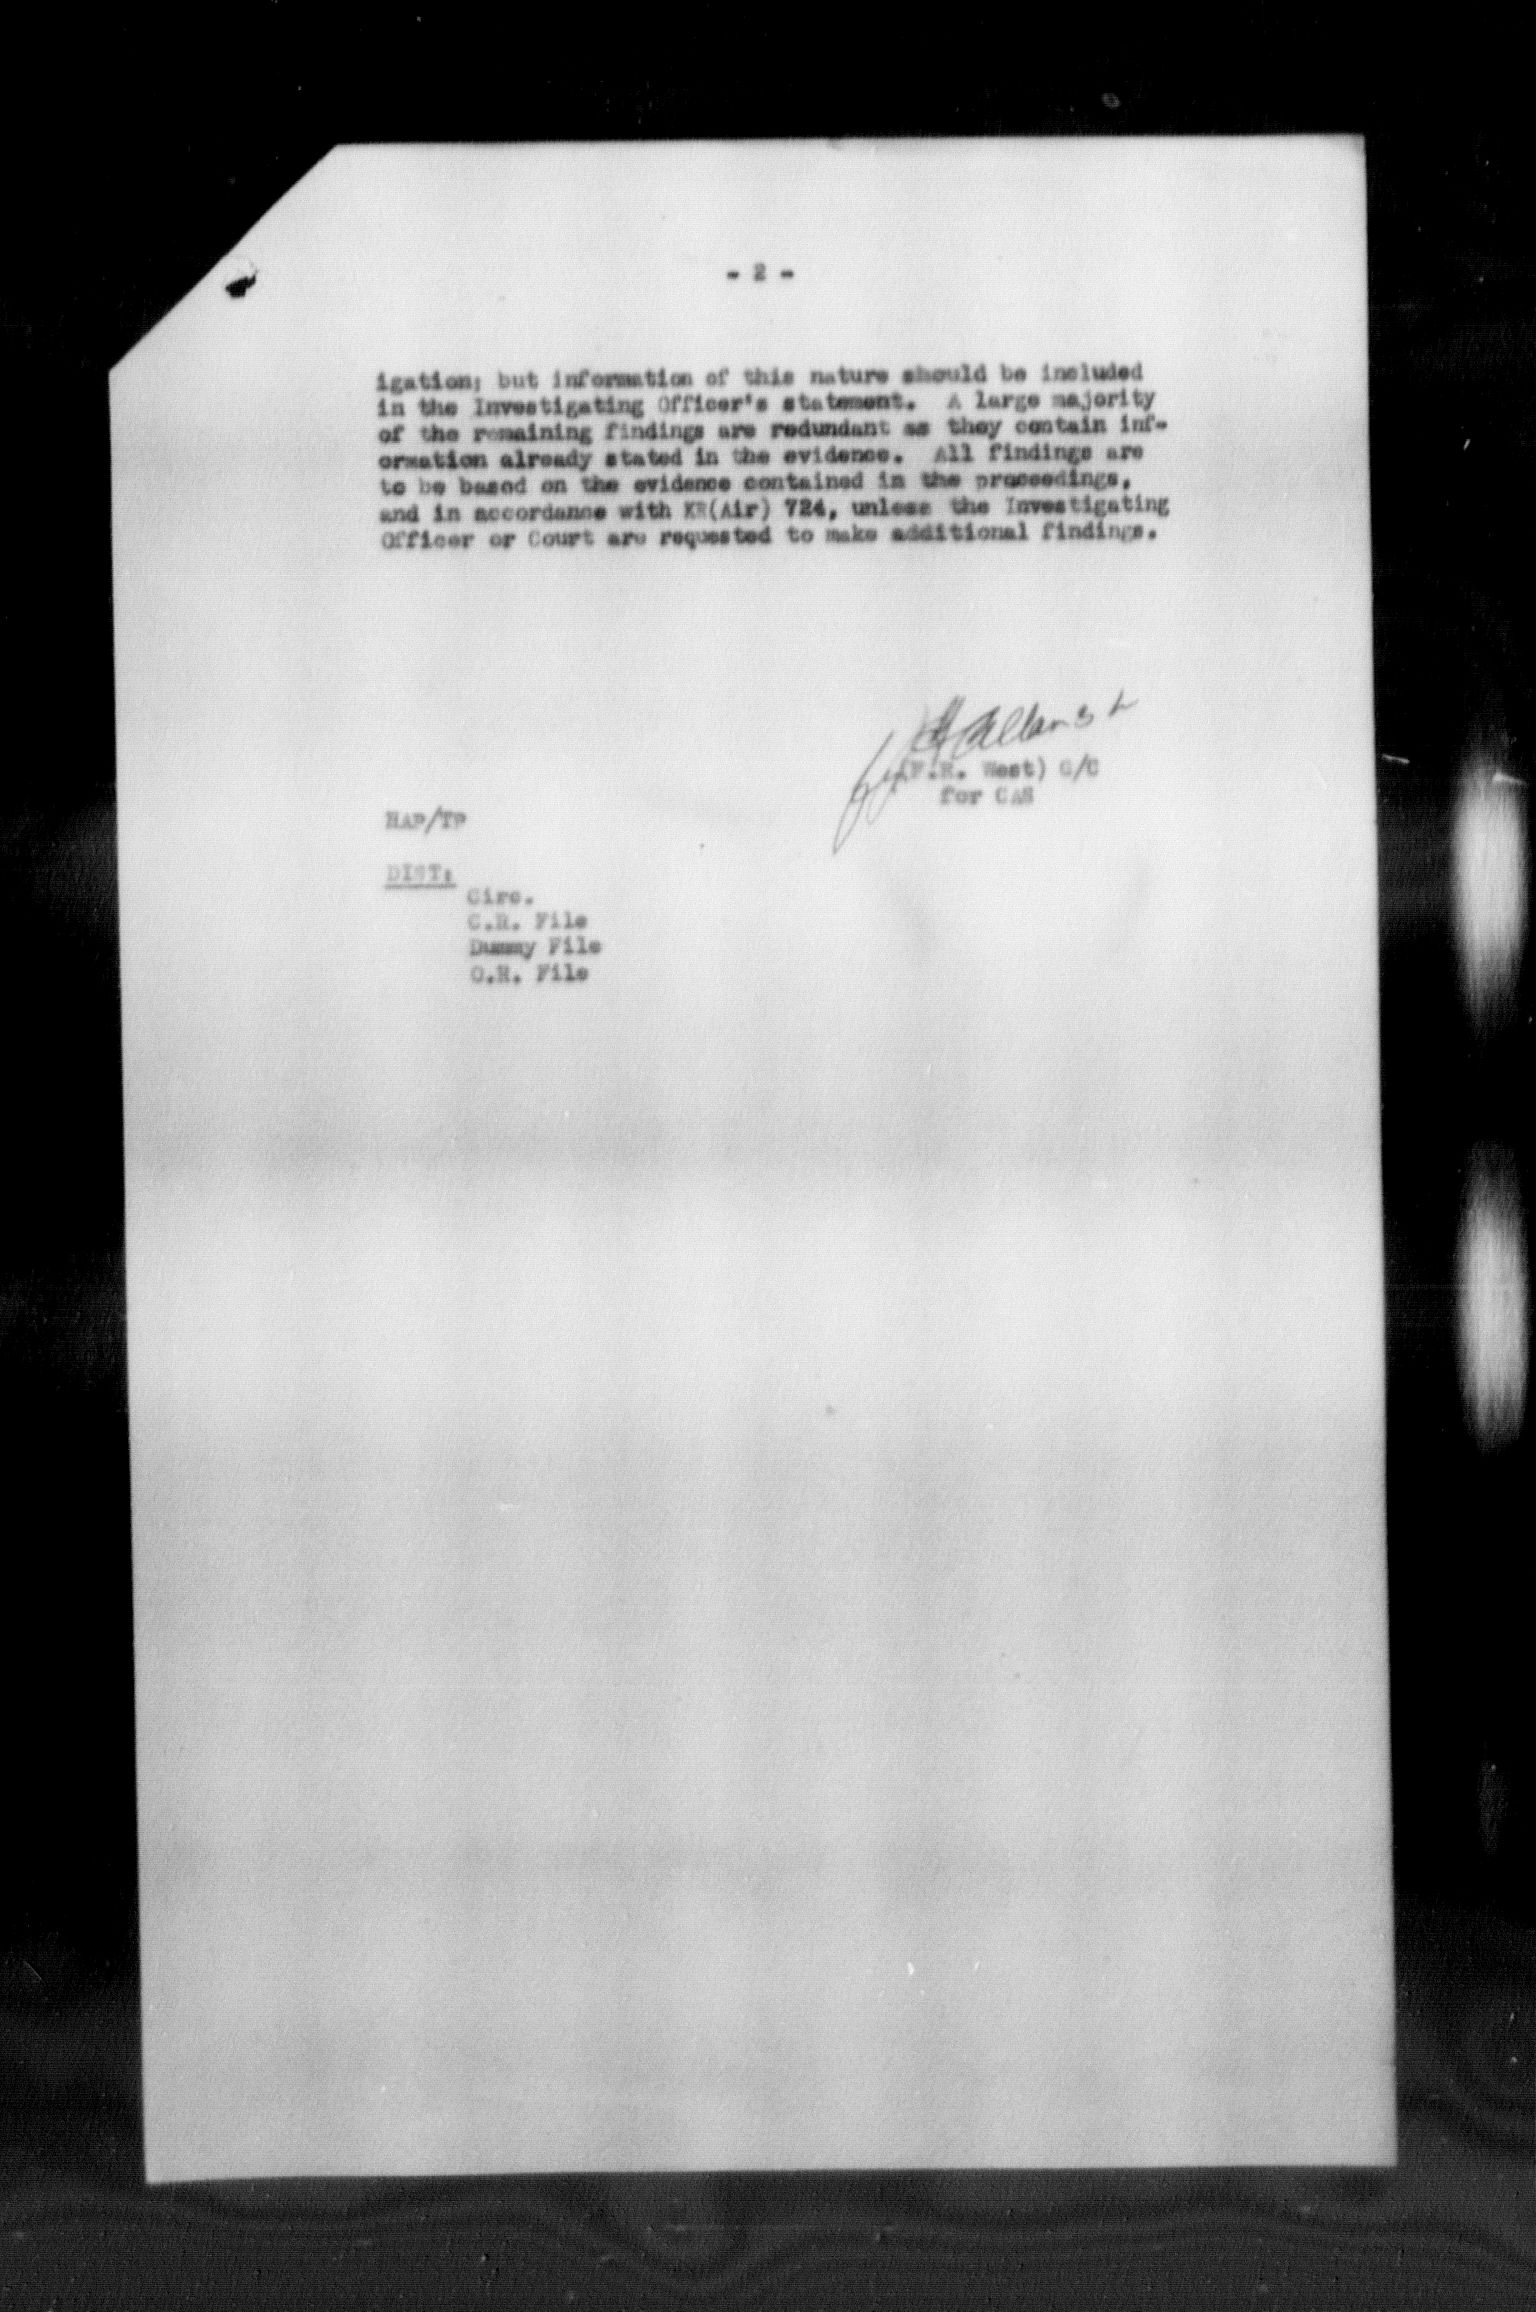 - 2 -
igation; but information of this nature should be included
in the Investigating Officer's statement. A large majority
of the remaining findings are redundant as they contain inf-
ormation already stated in the evidence. All findings are
to be based on the evidence contained in the proceedings,
and in accordance with KR(Air) 724, unless the Investigating
Officer or Court are requested to make additional findings.
(F.R. West) G/C
for CAS
HAP/TP
DIST:
Circ.
C.R. File
Dummy File
O.R. File